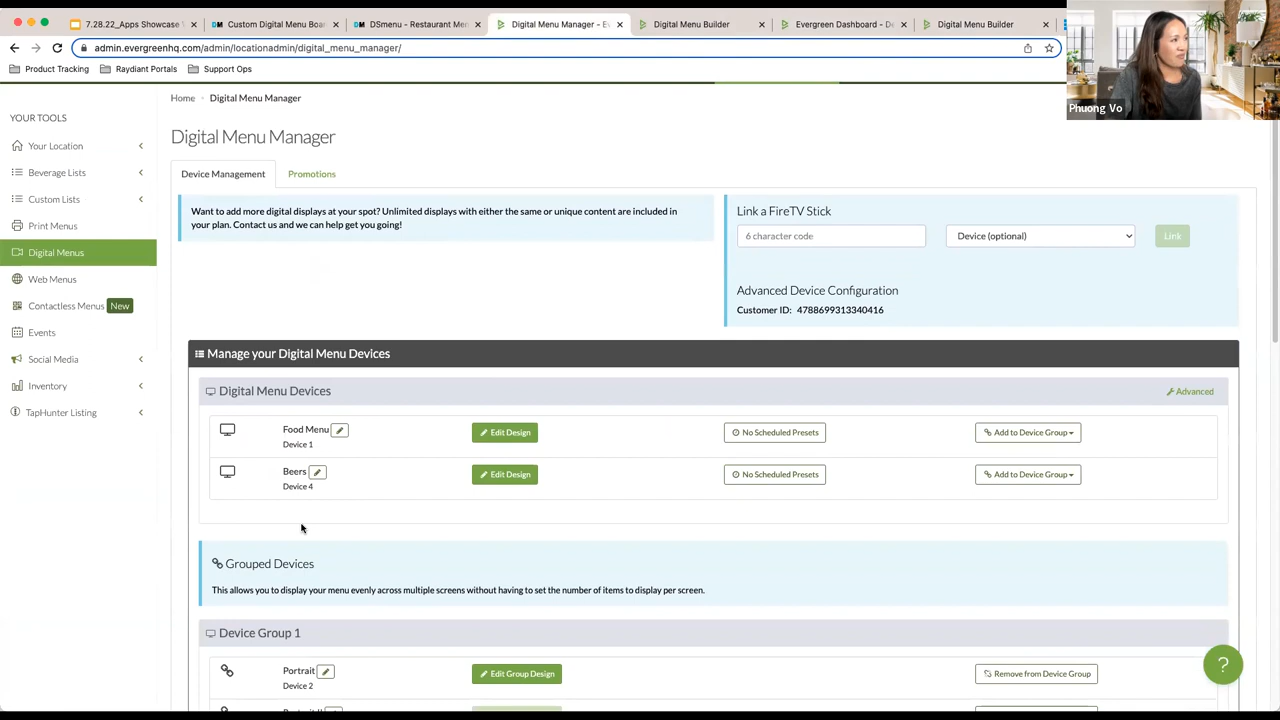 7.28.22_Apps Showcase
Custom Digital Menu Boar
DSmenu - Restaurant Men
Digital Menu Manager - Ev
Digital Menu Builder
Evergreen Dashboard - De
Digital Menu Builder
admin.evergreenhq.com/admin/locationadmin/digital_menu_manager/
Product Tracking
Raydiant Portals
Support Ops
Phuong Vo
Home
Digital Menu Manager
YOUR TOOLS
Your Location
Beverage Lists
Custom Lists
Print Menus
Digital Menus
Web Menus
Contactless Menus New
Events
Social Media
Inventory
TapHunter Listing
Digital Menu Manager
Device Management
Promotions
Want to add more digital displays at your spot? Unlimited displays with either the same or unique content are included in
your plan. Contact us and we can help get you going!
Link a FireTV Stick
6 character code
Device (optional)
Link
Advanced Device Configuration
Customer ID: 4788699313340416
Manage your Digital Menu Devices
Digital Menu Devices
Advanced
Food Menu
Device 1
Edit Design
No Scheduled Presets
Add to Device Group
Beers
Device 4
Edit Design
No Scheduled Presets
Add to Device Group
Grouped Devices
This allows you to display your menu evenly across multiple screens without having to set the number of items to display per screen.
Device Group 1
Portrait
Device 2
Edit Group Design
Remove from Device Group
?